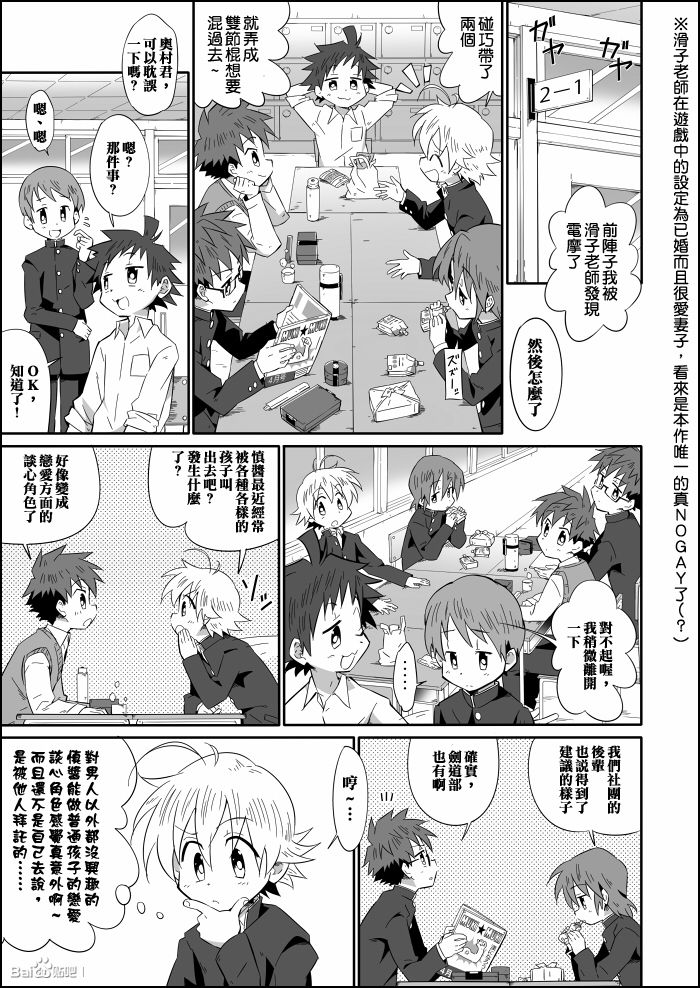 ※滑子老師在遊戲中的設定為已婚而且很愛妻子，看來是本作唯一的真NOGAY了(？)
2-1
ガヤ
ガヤ
前陣子我被
滑子老師發現
電摩了
然後怎麼了
碰巧帶了
兩個
就弄成
雙節棍想要
混過去~
4月号
ズズー…
奧村君，
可以耽誤
一下嗎？
嗯、嗯
嗯？
那件事？
OK，
知道了！
對不起喔，
我稍微離開
一下
……
慎醬最近經常
被各種各樣的
孩子叫
出去吧？
發生什麼
了？
好像變成
戀愛方面的
談心角色了
我們社團的
後輩
也說得到了
建議的樣子
確實，
劍道部
也有啊
4月
哼~…
對男人以外都沒興趣的
慎醬能做普通孩子的戀愛
談心角色感覺真意外啊~
而且還不是自己去說，
是被他人拜託的……
Bai 贴吧